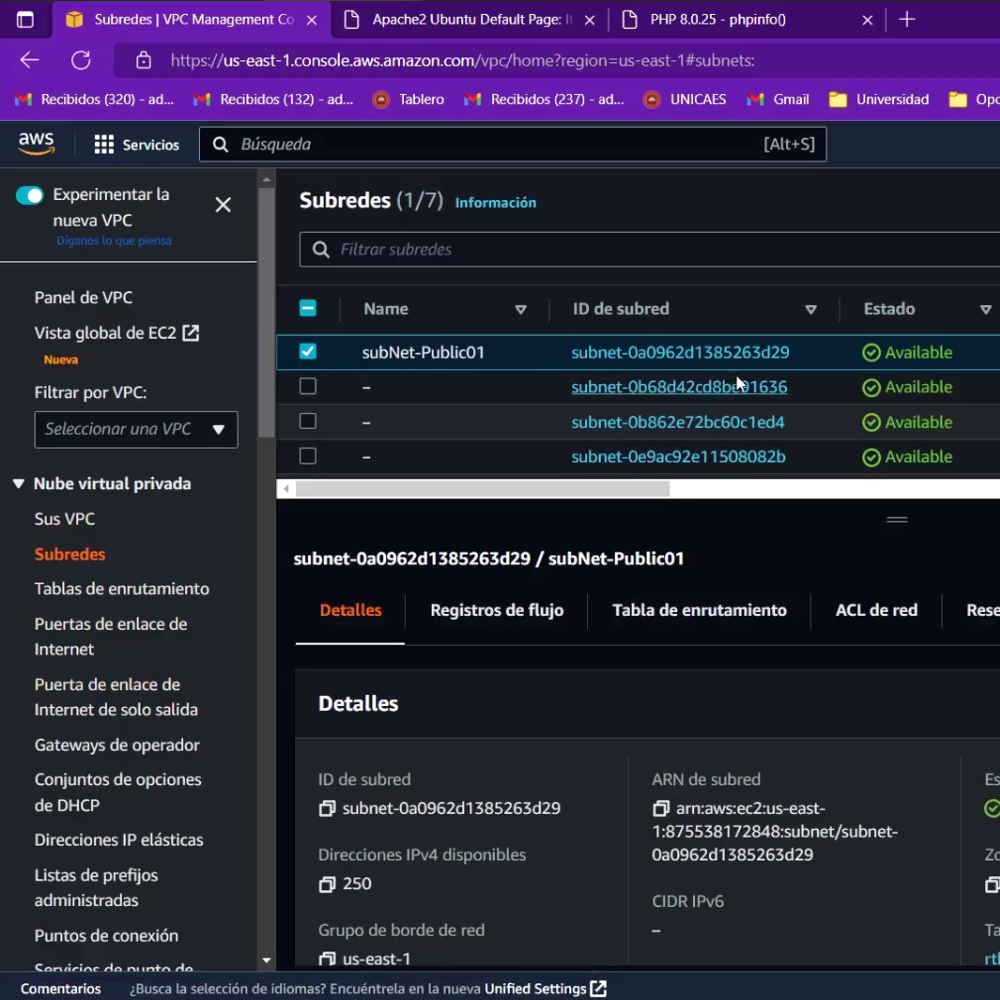 Subredes | VPC Management Co
Apache2 Ubuntu Default Page: It
PHP 8.0.25 - phpinfo()
https://us-east-1.console.aws.amazon.com/vpc/home?region=us-east-1#subnets:
Recibidos (320) - ad...
Recibidos (132) - ad...
Tablero
Recibidos (237) - ad...
UNICAES
Gmail
Universidad
Opc
aws
Servicios
Búsqueda
[Alt+S]
Experimentar la
nueva VPC
Díganos lo que piensa
Panel de VPC
Vista global de EC2
Nueva
Filtrar por VPC:
Seleccionar una VPC
Nube virtual privada
Sus VPC
Subredes
Tablas de enrutamiento
Puertas de enlace de
Internet
Puerta de enlace de
Internet de solo salida
Gateways de operador
Conjuntos de opciones
de DHCP
Direcciones IP elásticas
Listas de prefijos
administradas
Puntos de conexión
Servicios de punto de
Subredes (1/7) Información
Filtrar subredes
Name ID de subred Estado
subNet-Public01 subnet-0a0962d1385263d29 Available
– subnet-0b68d42cd8be01636 Available
– subnet-0b862e72bc60c1ed4 Available
– subnet-0e9ac92e11508082b Available
subnet-0a0962d1385263d29 / subNet-Public01
Detalles
Registros de flujo
Tabla de enrutamiento
ACL de red
Rese
Detalles
ID de subred
subnet-0a0962d1385263d29
Direcciones IPv4 disponibles
250
Grupo de borde de red
us-east-1
ARN de subred
arn:aws:ec2:us-east-
1:875538172848:subnet/subnet-
0a0962d1385263d29
CIDR IPv6
–
Es
Zo
Ta
rtl
Comentarios
¿Busca la selección de idiomas? Encuéntrela en la nueva Unified Settings